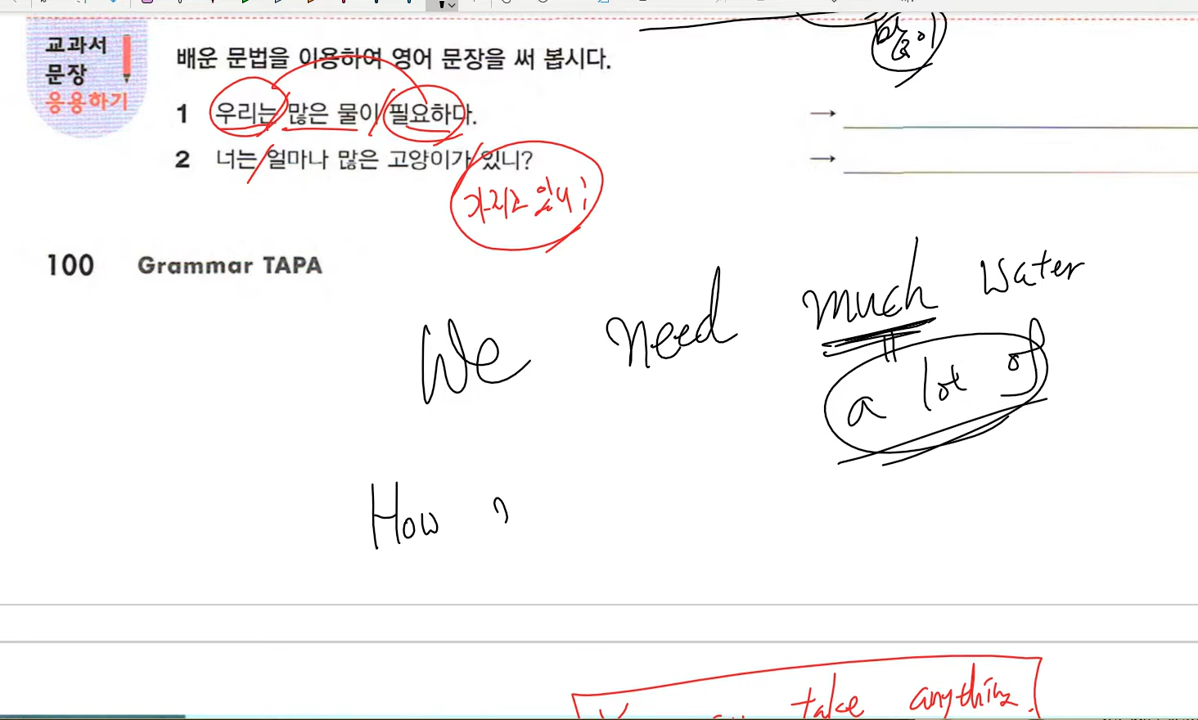 교과서
문장
응용하기
배운 문법을 이용하여 영어 문장을 써 봅시다.
1 우리는 많은 물이 필요하다. →
2 너는 얼마나 많은 고양이가 있니? →
가지고 있니?
100 Grammar TAPA
We need much water
a lot of
How
take anything.